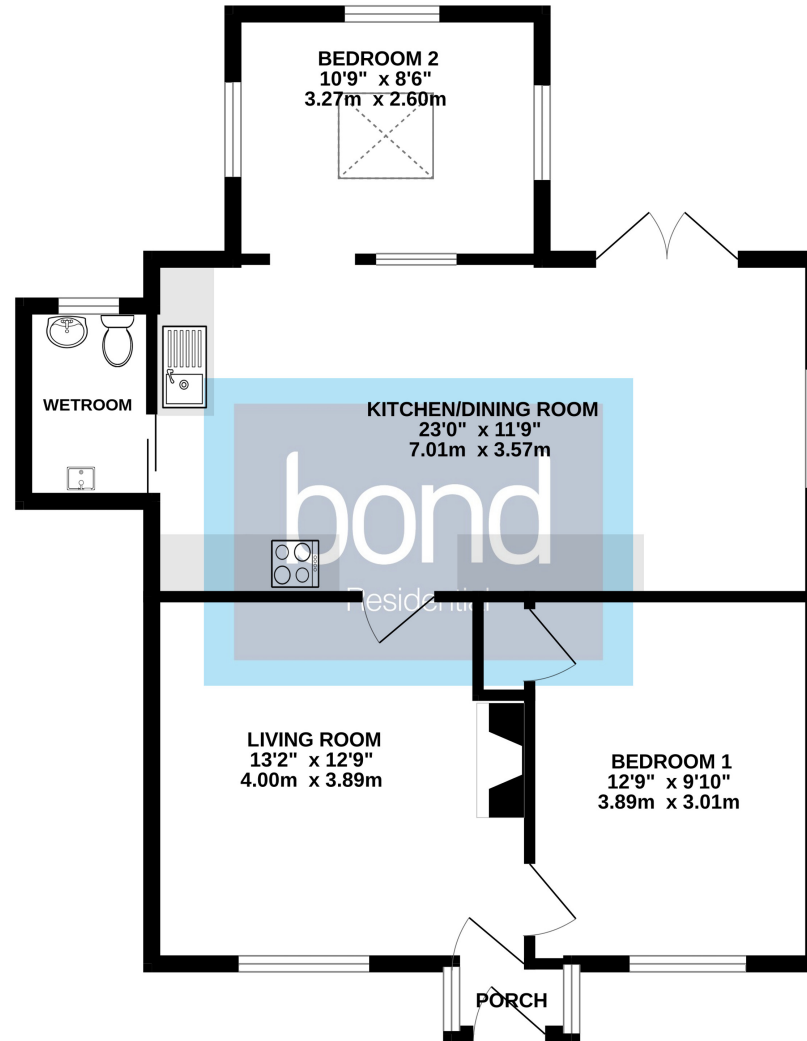 BEDROOM 2
10'9" x 8'6"
3.27m x 2.60m
WETROOM
KITCHEN/DINING ROOM
23'0" x 11'9"
7.01m x 3.57m
bond
Residential
LIVING ROOM
13'2" x 12'9"
4.00m x 3.89m
BEDROOM 1
12'9" x 9'10"
3.89m x 3.01m
PORCH